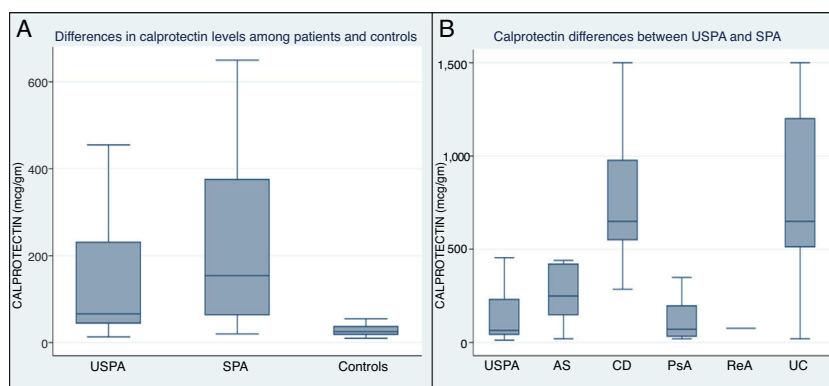 A
Differences in calprotectin levels among patients and controls
CALPROTECTIN (mcg/gm)
600
400
200
0
USPA SPA Controls
B
Calprotectin differences between USPA and SPA
CALPROTECTIN (mcg/gm)
1,500
1,000
500
0
USPA AS CD PsA ReA UC